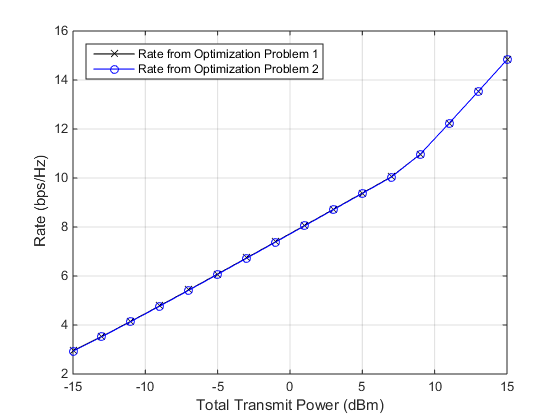 Rate from Optimization Problem 1
Rate from Optimization Problem 2
Rate (bps/Hz)
16
14
12
10
8
6
4
2
-15 -10 -5 0 5 10 15
Total Transmit Power (dBm)